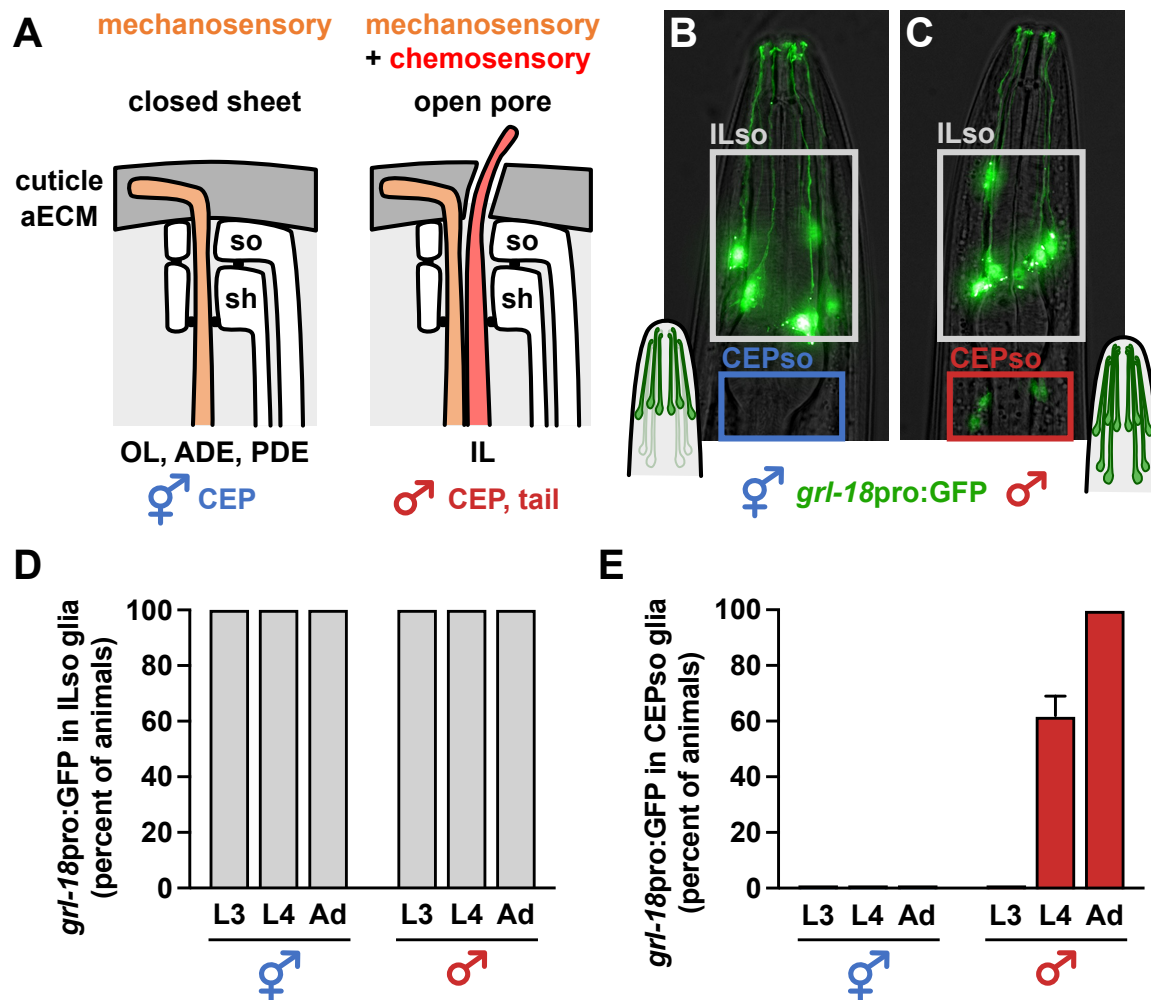 A
mechanosensory
closed sheet
mechanosensory
+ chemosensory
open pore
cuticle
aECM
so
sh
so
sh
OL, ADE, PDE
⚥ CEP
IL
♂ CEP, tail
B
ILso
CEPso
C
ILso
CEPso
⚥ grl-18pro:GFP ♂
D
grl-18pro:GFP in ILso glia
(percent of animals)
100
80
60
40
20
0
L3 L4 Ad
L3 L4 Ad
⚥
♂
E
grl-18pro:GFP in CEPso glia
(percent of animals)
100
80
60
40
20
0
L3 L4 Ad
L3 L4 Ad
⚥
♂